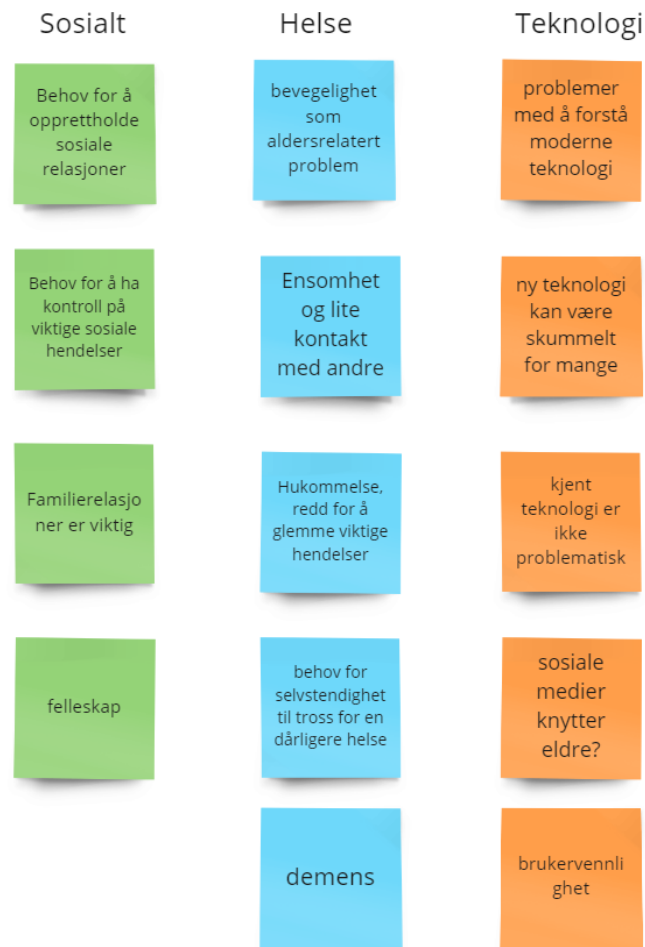 Sosialt
Behov for å
opprettholde
sosiale
relasjoner
Behov for å ha
kontroll på
viktige sosiale
hendelser
Familierelasjo
ner er viktig
felleskap
Helse
bevegelighet
som
aldersrelatert
problem
Ensomhet
og lite
kontakt
med andre
Hukommelse,
redd for å
glemme viktige
hendelser
behov for
selvstendighet
til tross for en
dårligere helse
demens
Teknologi
problemer
med å forstå
moderne
teknologi
ny teknologi
kan være
skummelt
for mange
kjent
teknologi er
ikke
problematisk
sosiale
medier
knytter
eldre?
brukervennli
ghet